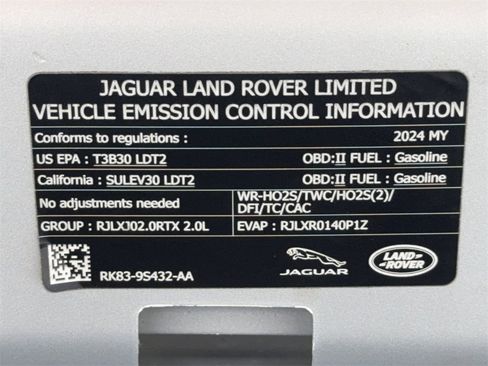 JAGUAR LAND ROVER LIMITED
VEHICLE EMISSION CONTROL INFORMATION
Conforms to regulations : 2024 MY
US EPA : T3B30 LDT2 OBD:II FUEL : Gasoline
California : SULEV30 LDT2 OBD:II FUEL : Gasoline
No adjustments needed WR-HO2S/TWC/HO2S(2)/
DFI/TC/CAC
GROUP : RJLXJ02.0RTX 2.0L EVAP : RJLXR0140P1Z
RK83-9S432-AA JAGUAR LAND ROVER